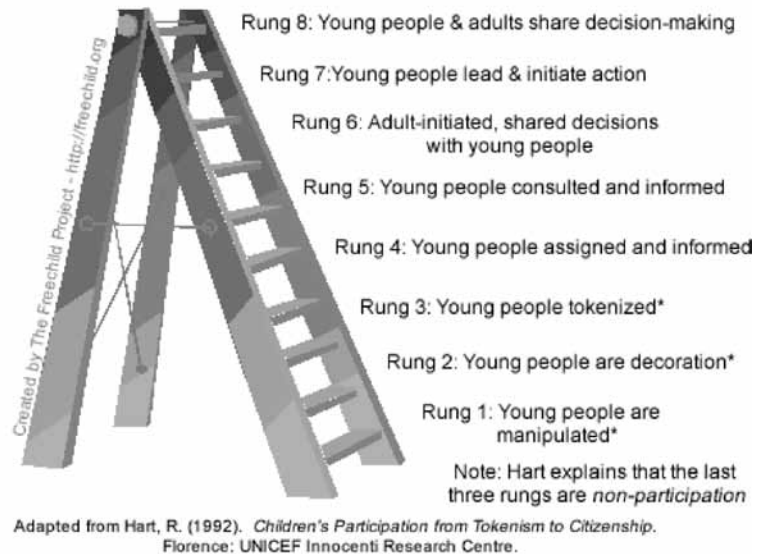 Rung 8: Young people & adults share decision-making
Rung 7:Young people lead & initiate action
Rung 6: Adult-initiated, shared decisions
with young people
Rung 5: Young people consulted and informed
Rung 4: Young people assigned and informed
Rung 3: Young people tokenized*
Rung 2: Young people are decoration*
Rung 1: Young people are
manipulated*
Note: Hart explains that the last
three rungs are non-participation
Created by The Freechild Project - http://freechild.org
Adapted from Hart, R. (1992). Children's Participation from Tokenism to Citizenship.
Florence: UNICEF Innocenti Research Centre.